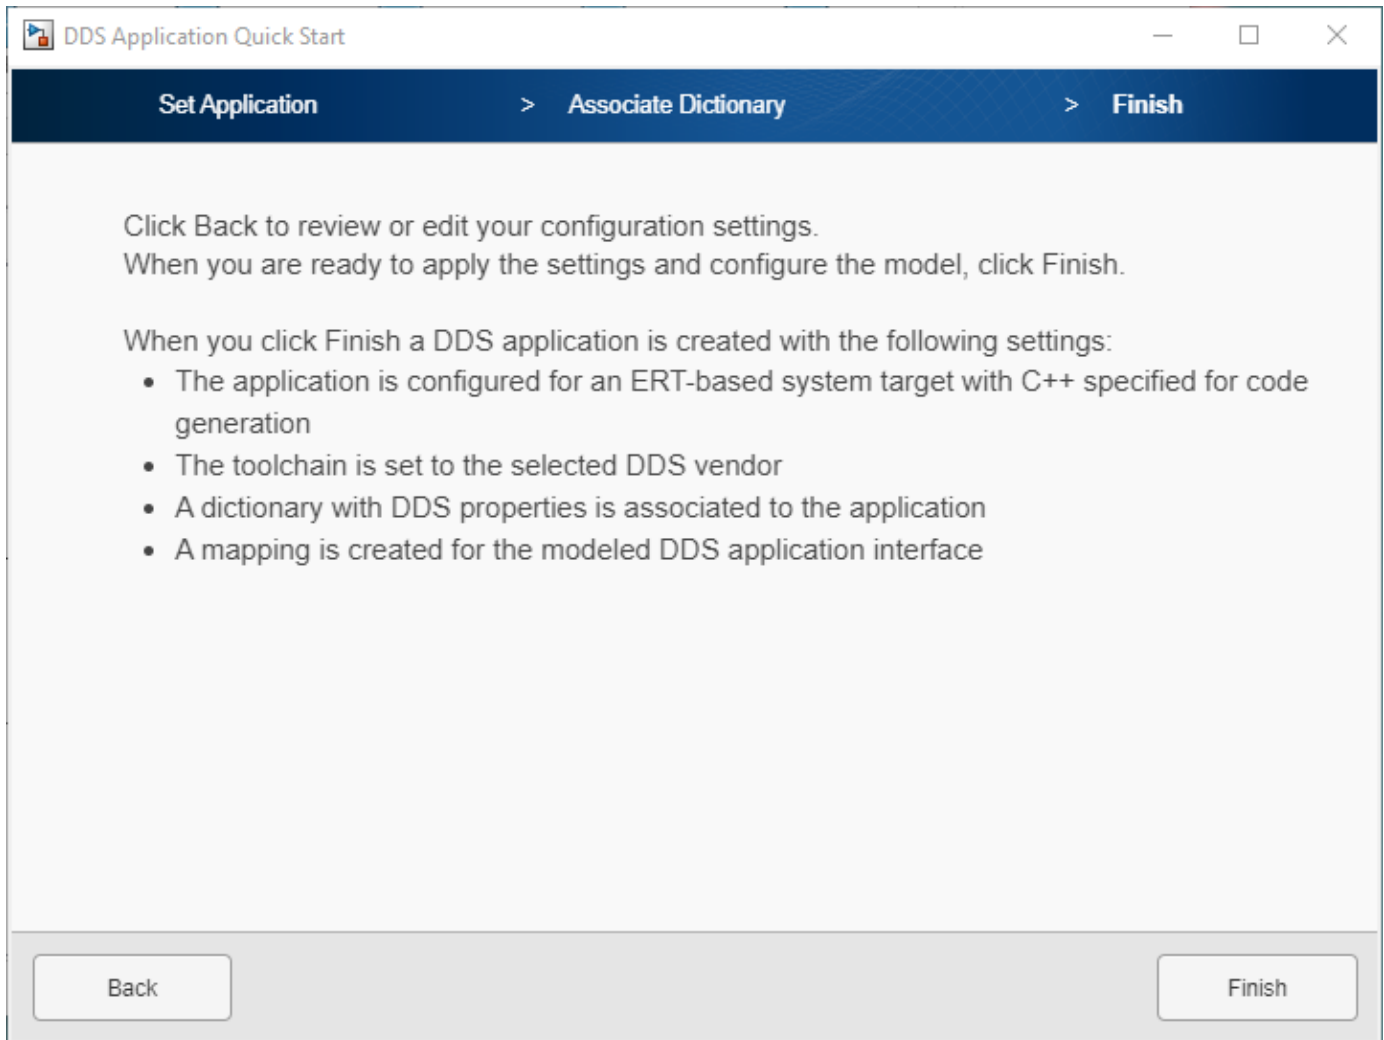 DDS Application Quick Start
Set Application > Associate Dictionary > Finish
Click Back to review or edit your configuration settings.
When you are ready to apply the settings and configure the model, click Finish.
When you click Finish a DDS application is created with the following settings:
• The application is configured for an ERT-based system target with C++ specified for code
generation
• The toolchain is set to the selected DDS vendor
• A dictionary with DDS properties is associated to the application
• A mapping is created for the modeled DDS application interface
Back
Finish